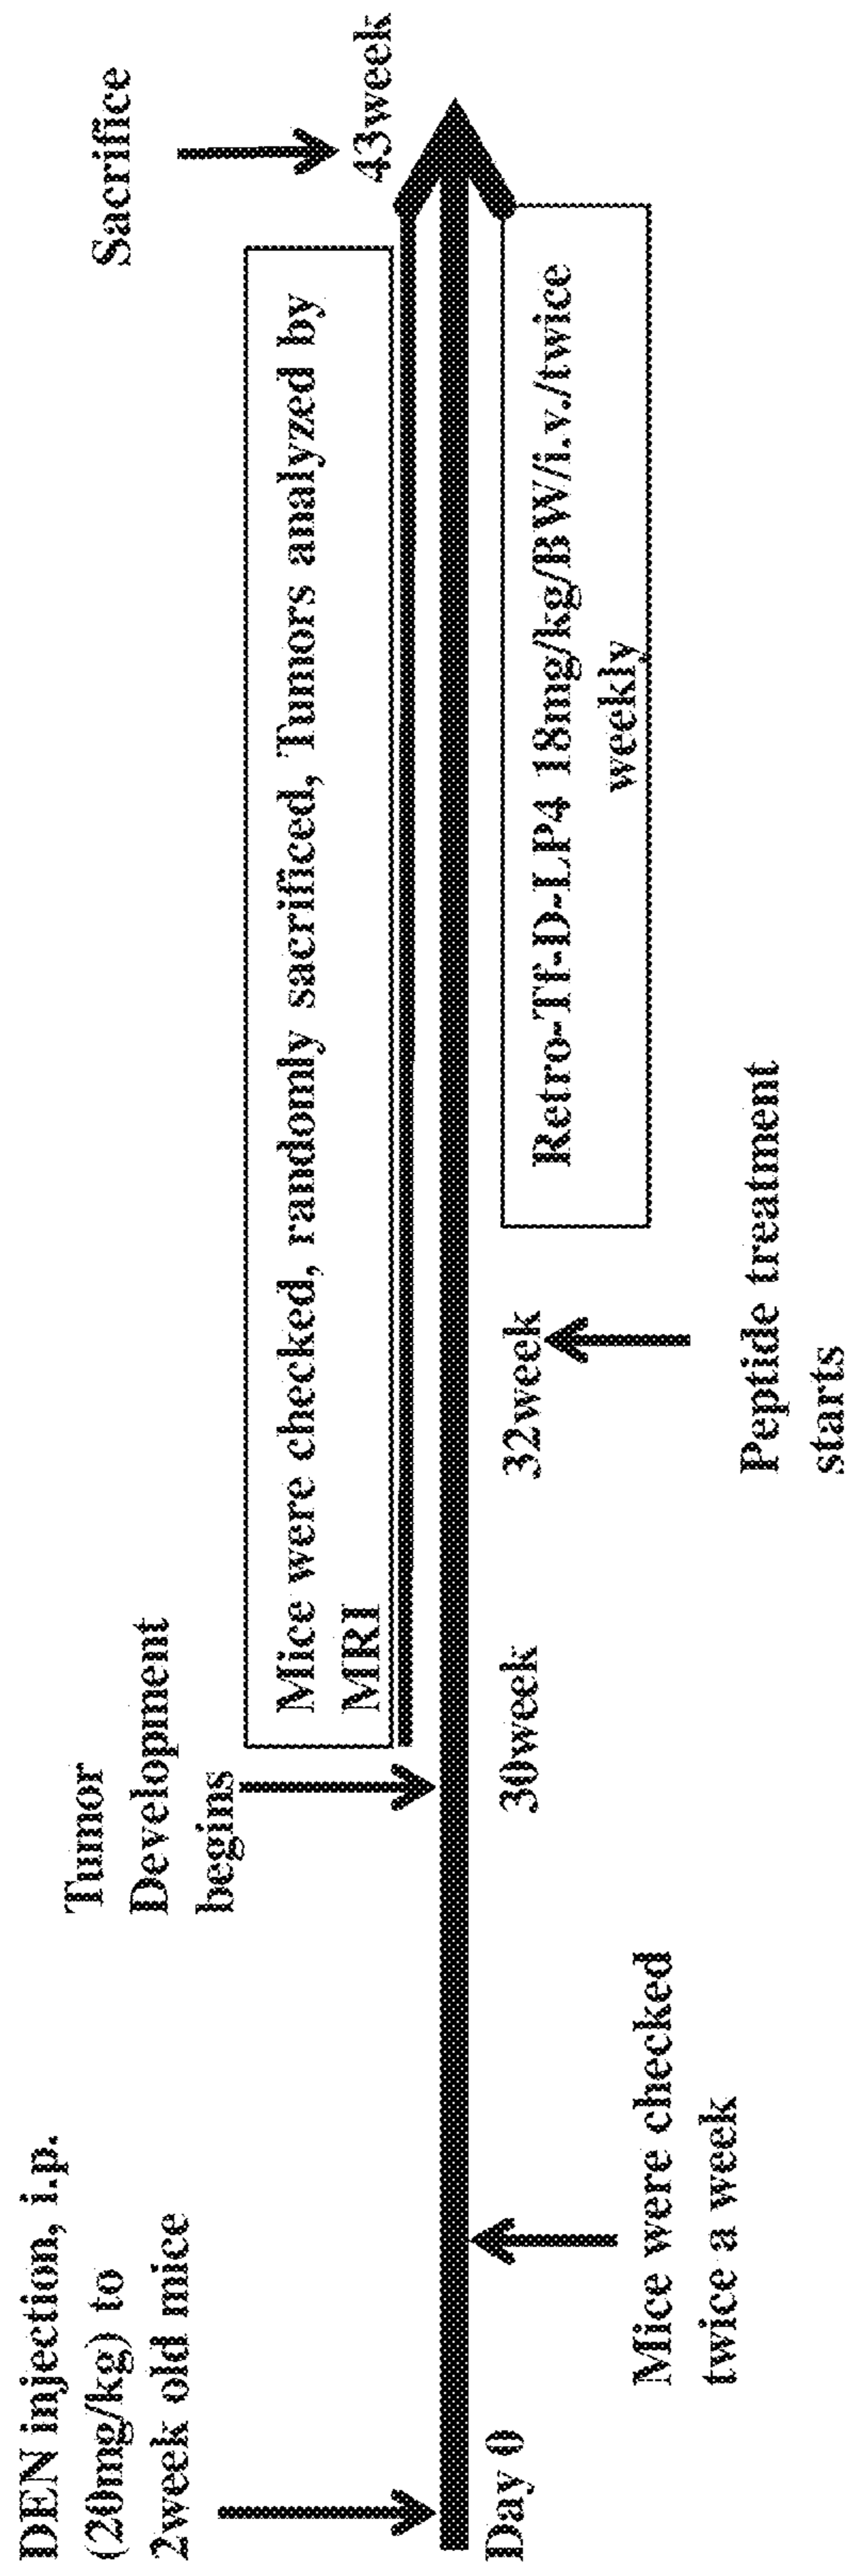 DEN injection, i.p.
(20mg/kg) to
2week old mice
Tumor
Development
begins
Sacrifice
Mice were checked, randomly sacrificed, Tumors analyzed by
MRI
43week
Day 0
30week
32week
Retro-Tf-D-LP4 18mg/kg/BW/i.v./twice
weekly
Mice were checked
twice a week
Peptide treatment
starts